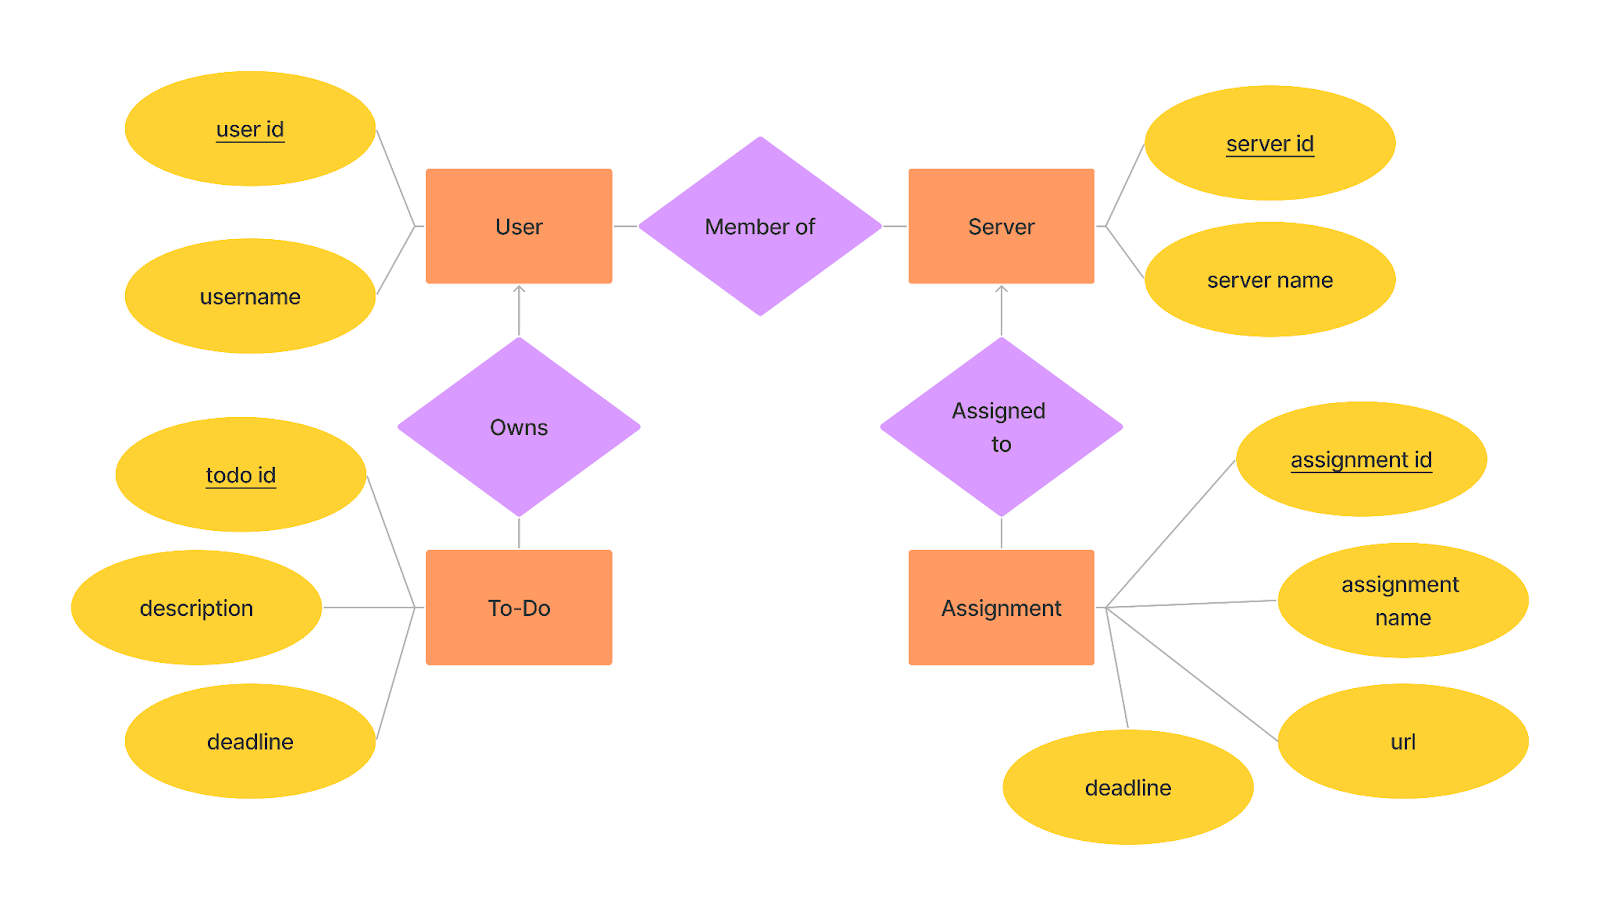 user id
username
User
Member of
Server
server id
server name
Owns
Assigned
to
todo id
description
deadline
To-Do
Assignment
assignment id
assignment
name
url
deadline